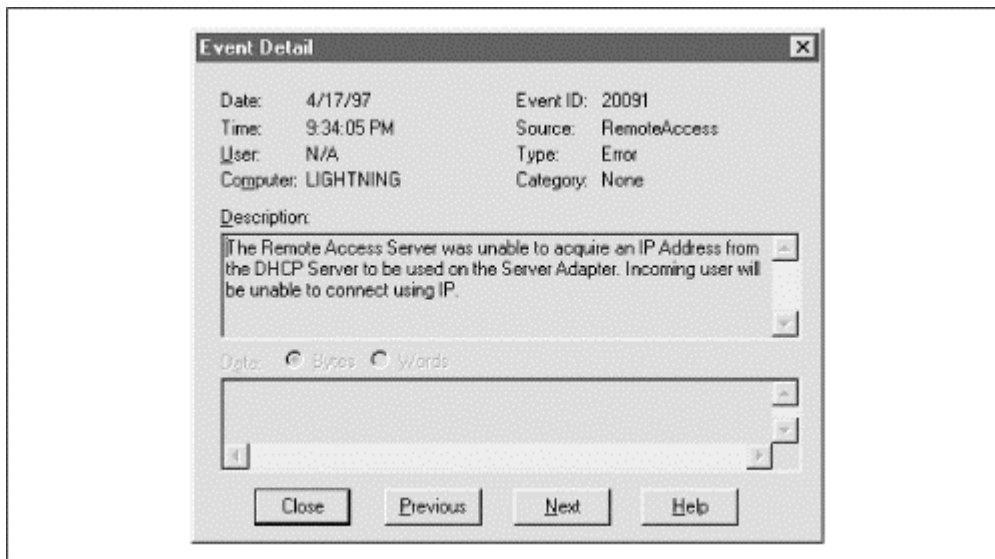 Event Detail
Date: 4/17/97 Event ID: 20091
Time: 9:34:05 PM Source: RemoteAccess
User: N/A Type: Error
Computer: LIGHTNING Category: None
Description:
The Remote Access Server was unable to acquire an IP Address from
the DHCP Server to be used on the Server Adapter. Incoming user will
be unable to connect using IP.
Data: Bytes Words
Close Previous Next Help